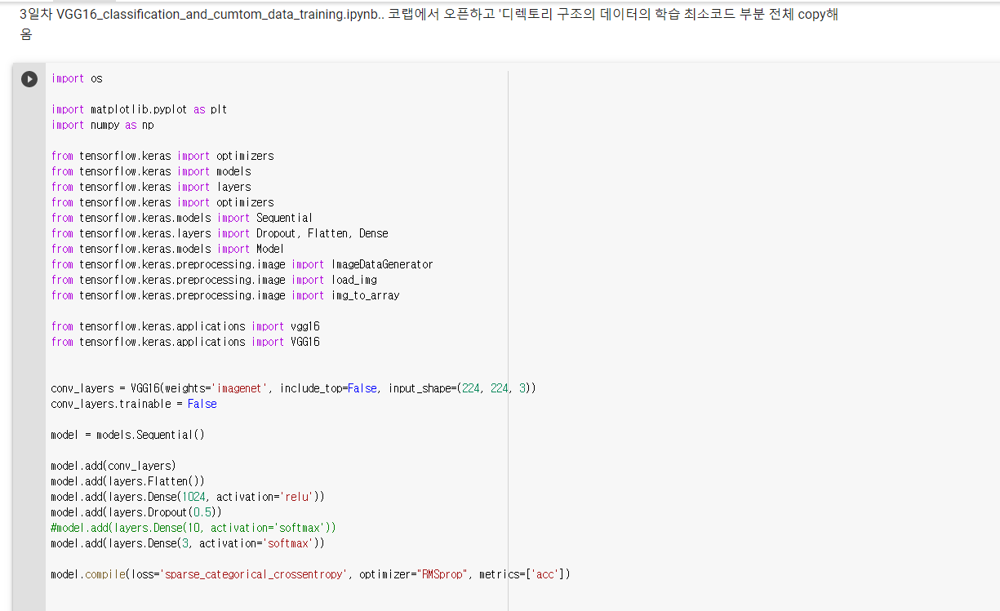 3일차 VGG16_classification_and_cumtom_data_training.ipynb.. 코랩에서 오픈하고 '디렉토리 구조의 데이터의 학습 최소코드 부분 전체 copy해
옴
import os
import matplotlib.pyplot as plt
import numpy as np
from tensorflow.keras import optimizers
from tensorflow.keras import models
from tensorflow.keras import layers
from tensorflow.keras import optimizers
from tensorflow.keras.models import Sequential
from tensorflow.keras.layers import Dropout, Flatten, Dense
from tensorflow.keras.models import Model
from tensorflow.keras.preprocessing.image import ImageDataGenerator
from tensorflow.keras.preprocessing.image import load_img
from tensorflow.keras.preprocessing.image import img_to_array
from tensorflow.keras.applications import vgg16
from tensorflow.keras.applications import VGG16
conv_layers = VGG16(weights='imagenet', include_top=False, input_shape=(224, 224, 3))
conv_layers.trainable = False
model = models.Sequential()
model.add(conv_layers)
model.add(layers.Flatten())
model.add(layers.Dense(1024, activation='relu'))
model.add(layers.Dropout(0.5))
#model.add(layers.Dense(10, activation='softmax'))
model.add(layers.Dense(3, activation='softmax'))
model.compile(loss='sparse_categorical_crossentropy', optimizer="RMSprop", metrics=['acc'])